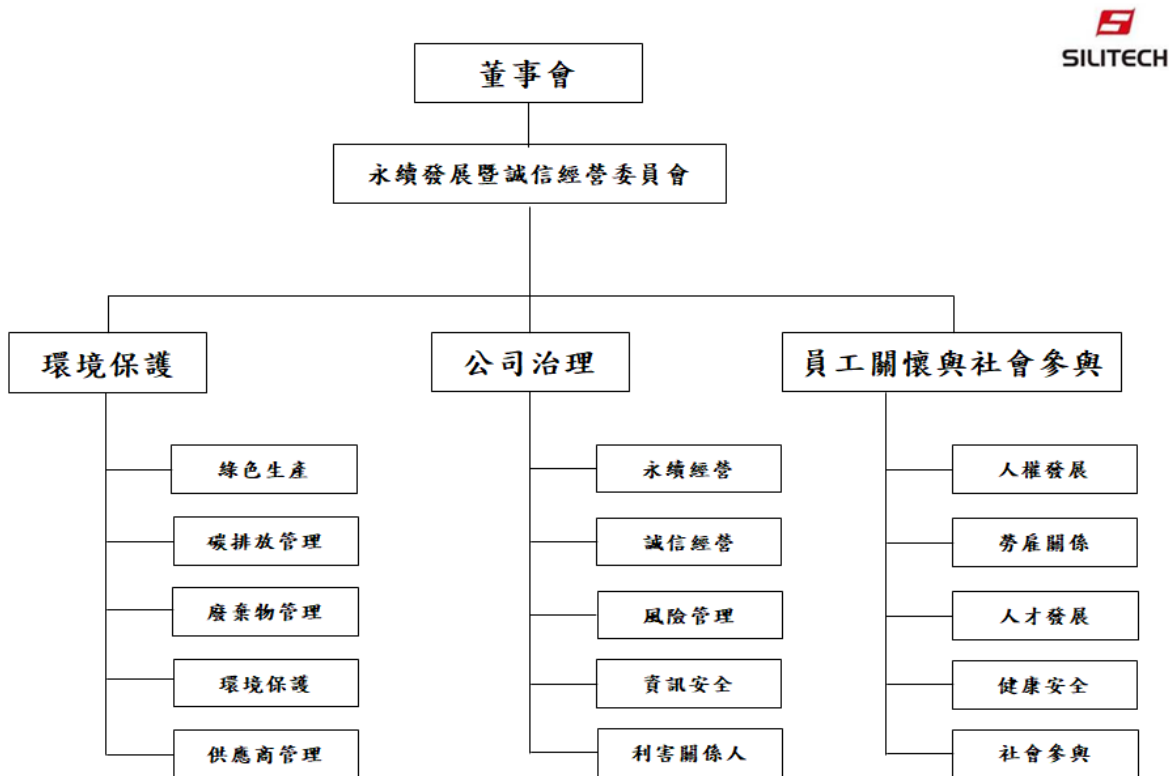 SILITECH
董事會
永續發展暨誠信經營委員會
環境保護
公司治理
員工關懷與社會參與
綠色生產
碳排放管理
廢棄物管理
環境保護
供應商管理
永續經營
誠信經營
風險管理
資訊安全
利害關係人
人權發展
勞雇關係
人才發展
健康安全
社會參與